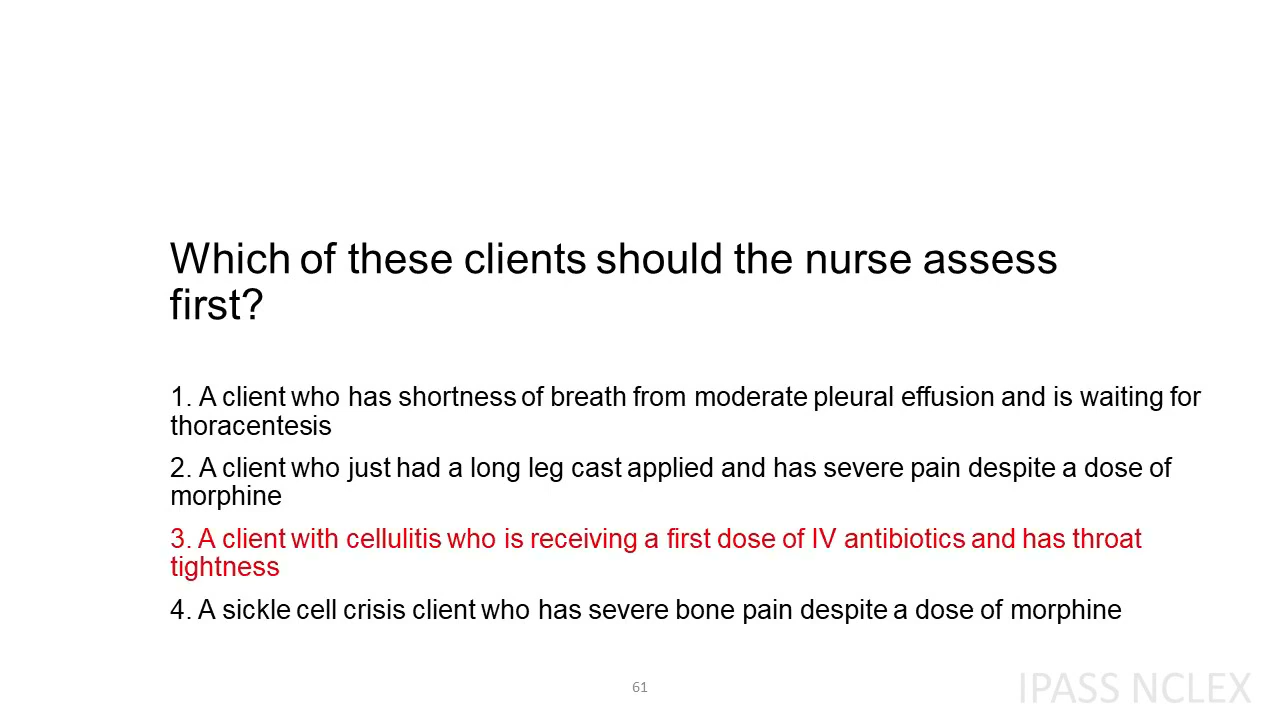 Which of these clients should the nurse assess
first?
1. A client who has shortness of breath from moderate pleural effusion and is waiting for
thoracentesis
2. A client who just had a long leg cast applied and has severe pain despite a dose of
morphine
3. A client with cellulitis who is receiving a first dose of IV antibiotics and has throat
tightness
4. A sickle cell crisis client who has severe bone pain despite a dose of morphine
61
IPASS NCLEX